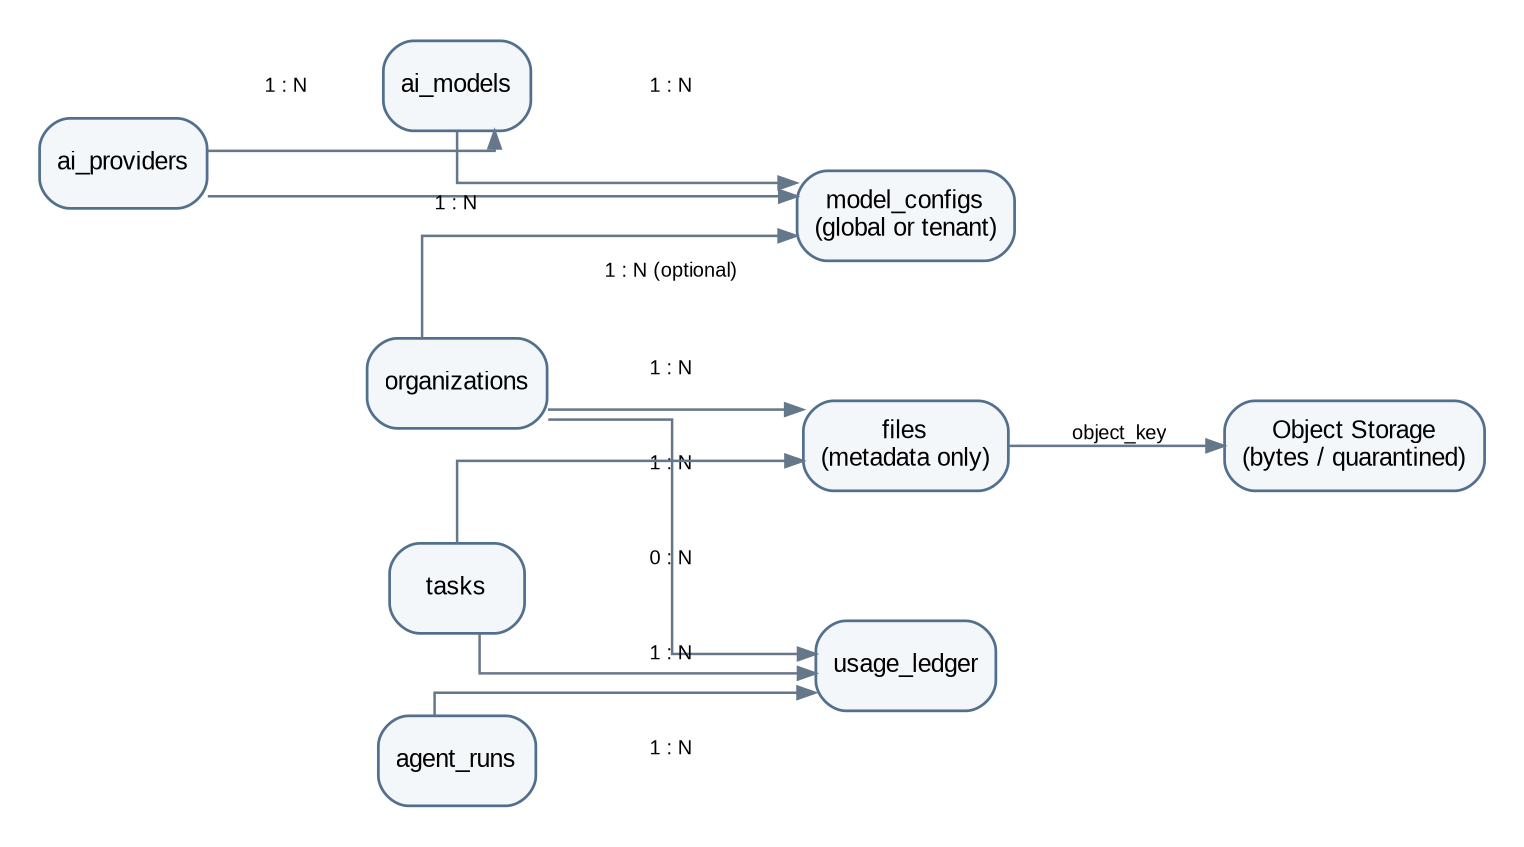 ai_models
1 : N
1 : N
ai_providers
1 : N
model_configs
(global or tenant)
1 : N (optional)
organizations
1 : N
files
(metadata only)
object_key
Object Storage
(bytes / quarantined)
1 : N
0 : N
tasks
1 : N
usage_ledger
agent_runs
1 : N